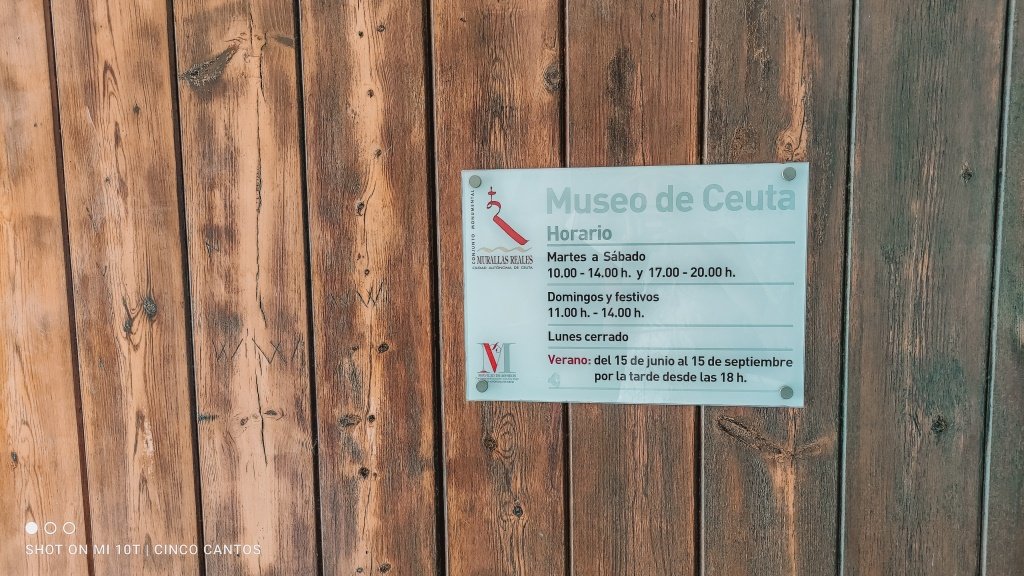 Museo de Ceuta
Horario
Martes a Sábado
10.00 - 14.00 h. y 17.00 - 20.00 h.
Domingos y festivos
11.00 h. - 14.00 h.
Lunes cerrado
Verano: del 15 de junio al 15 de septiembre
por la tarde desde las 18 h.
CONJUNTO MONUMENTAL
MURALLAS REALES
CIUDAD AUTÓNOMA DE CEUTA
SHOT ON MI 10T | CINCO CANTOS